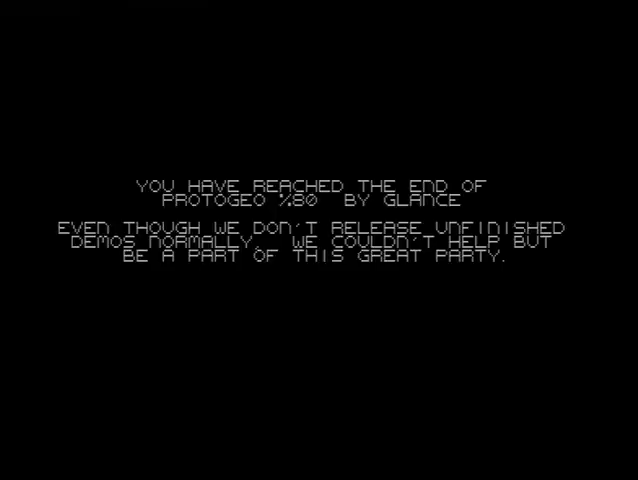 YOU HAVE REACHED THE END OF
PROTOGEO %80 BY GLANCE
EVEN THOUGH WE DON'T RELEASE UNFINISHED
DEMOS NORMALLY, WE COULDN'T HELP BUT
BE A PART OF THIS GREAT PARTY.